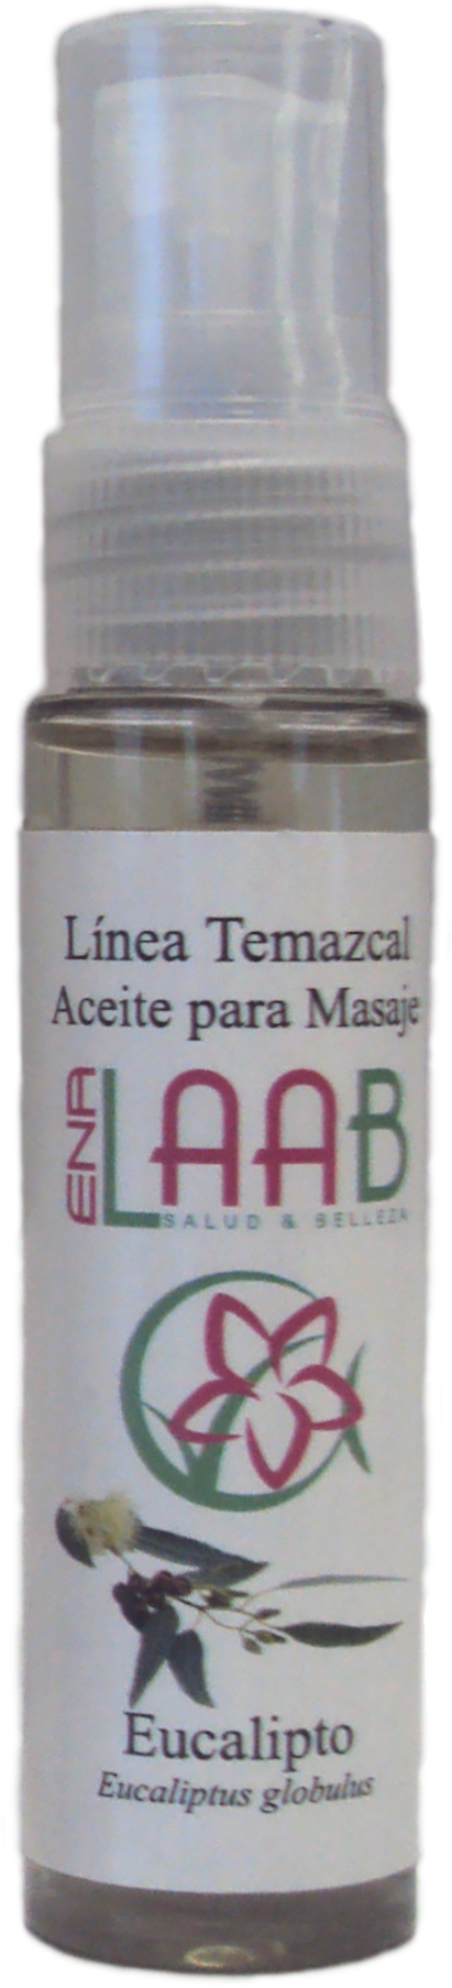 Línea Temazcal
Aceite para Masaje
ENA LAAB
SALUD & BELLEZA
Eucalipto
Eucaliptus globulus